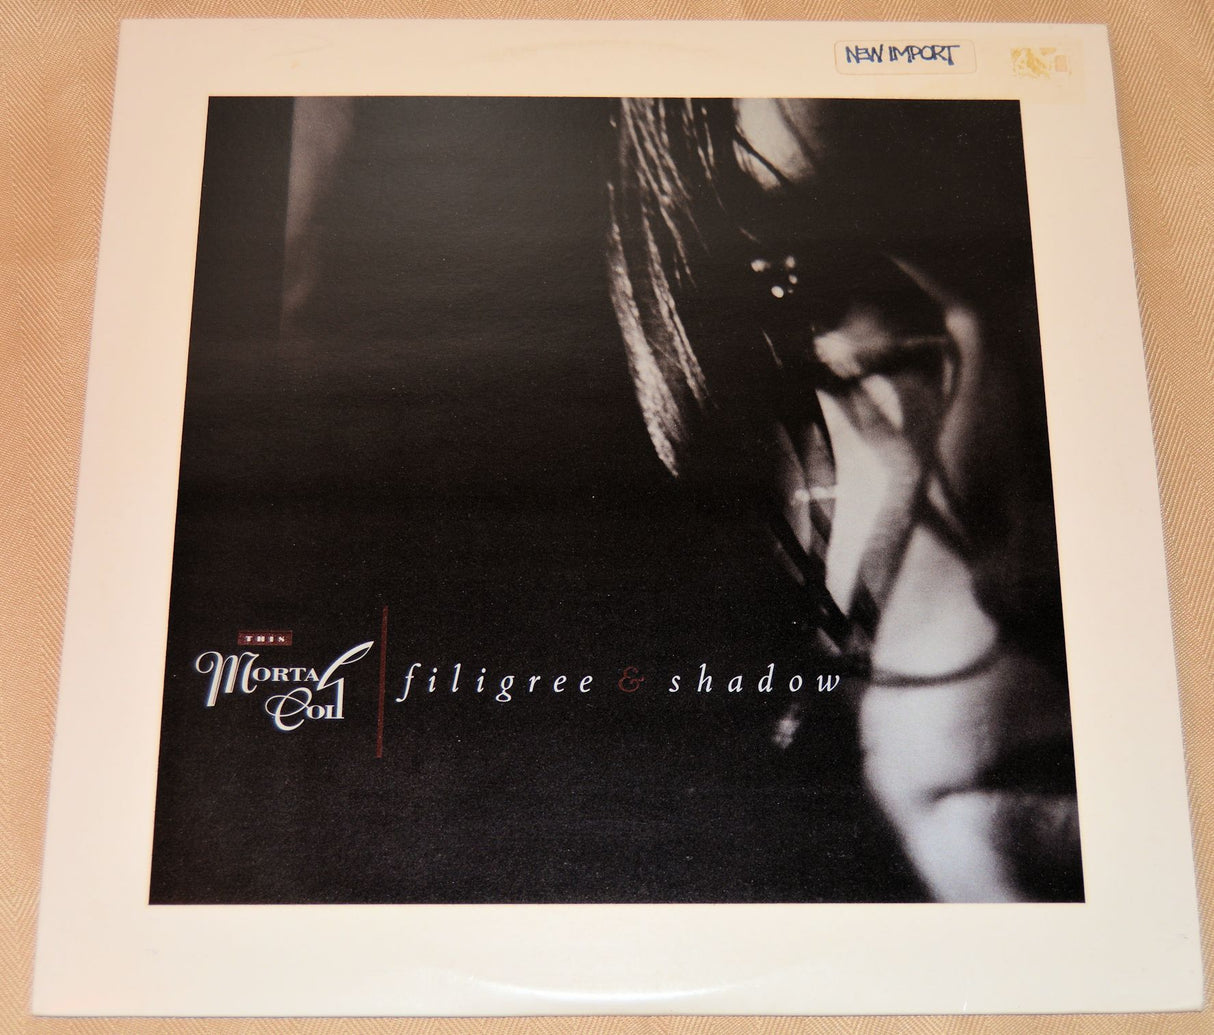 NEW IMPORT
THIS
MORTAL
COIL
filigree & shadow